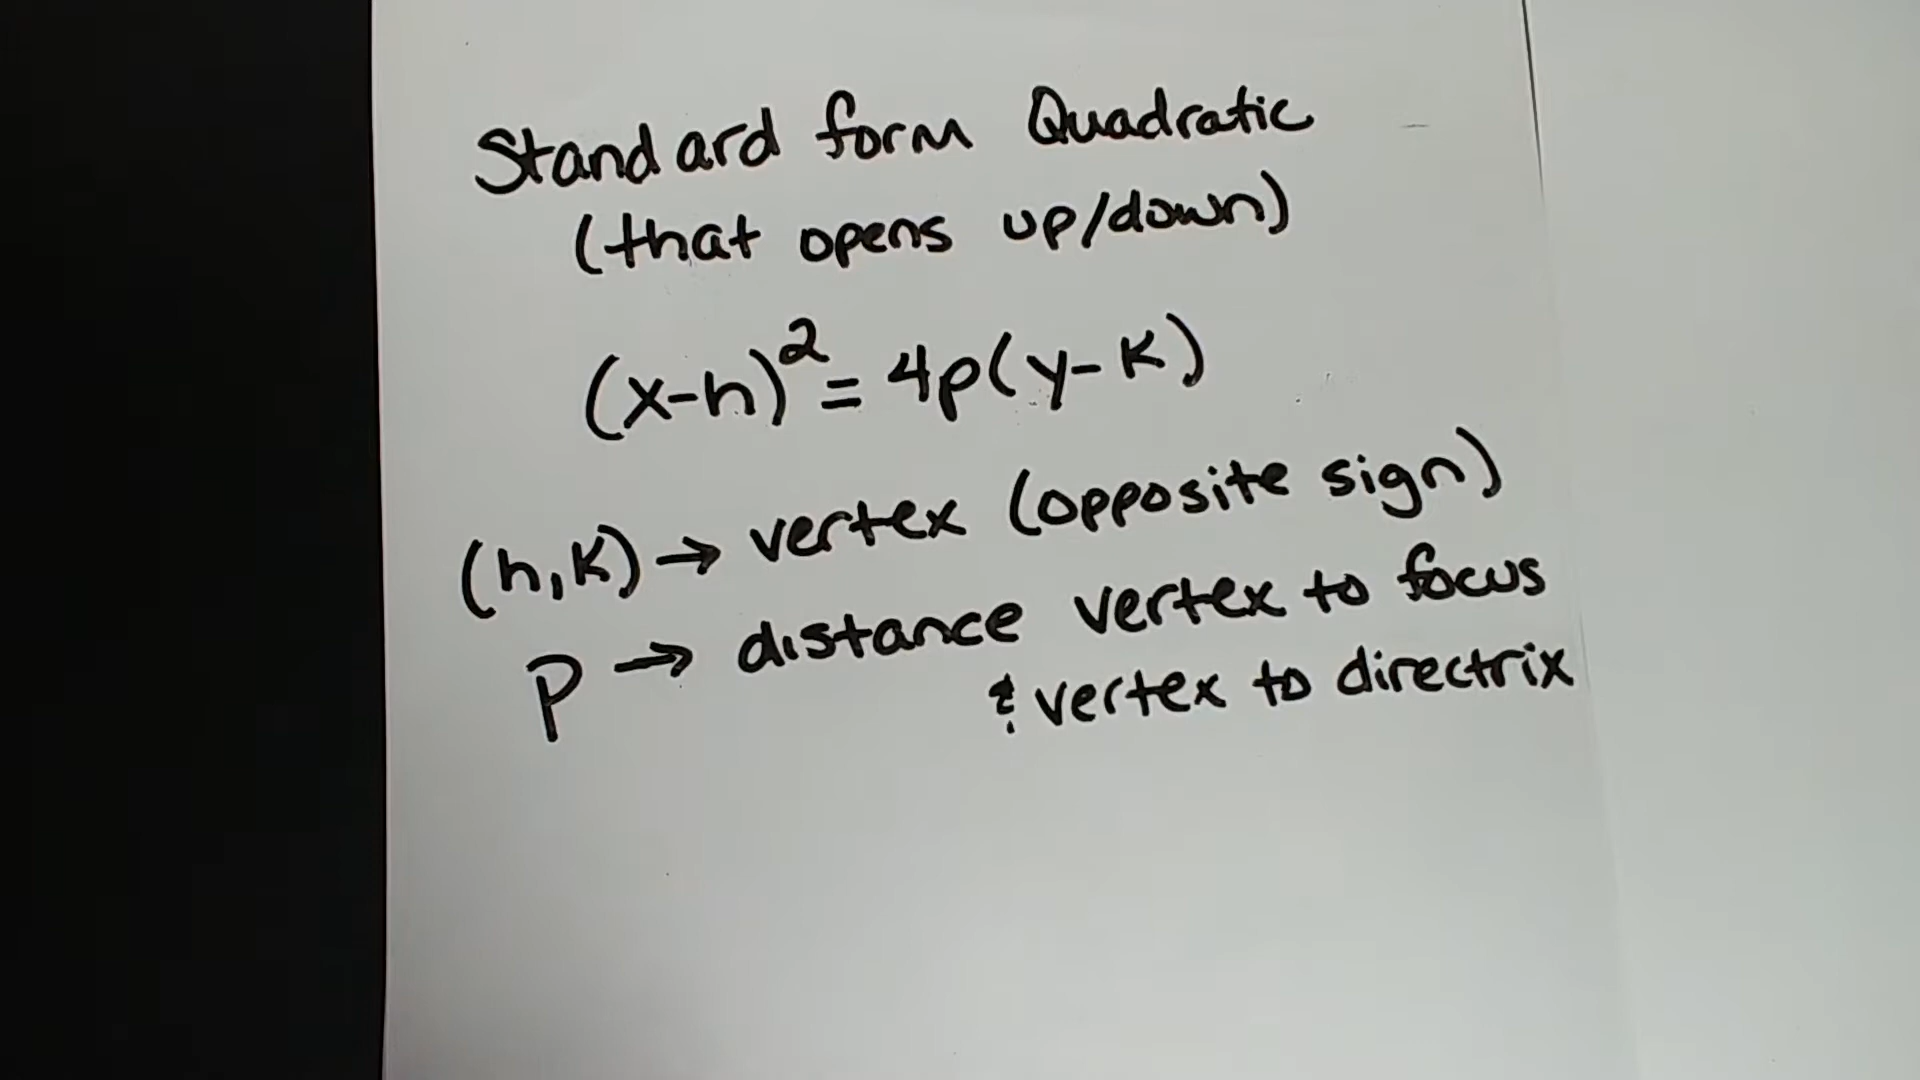 Standard form Quadratic
(that opens up/down)
(x-h)²= 4p(y-k)
(h,k)→ vertex (opposite sign)
P → distance vertex to focus
& vertex to directrix